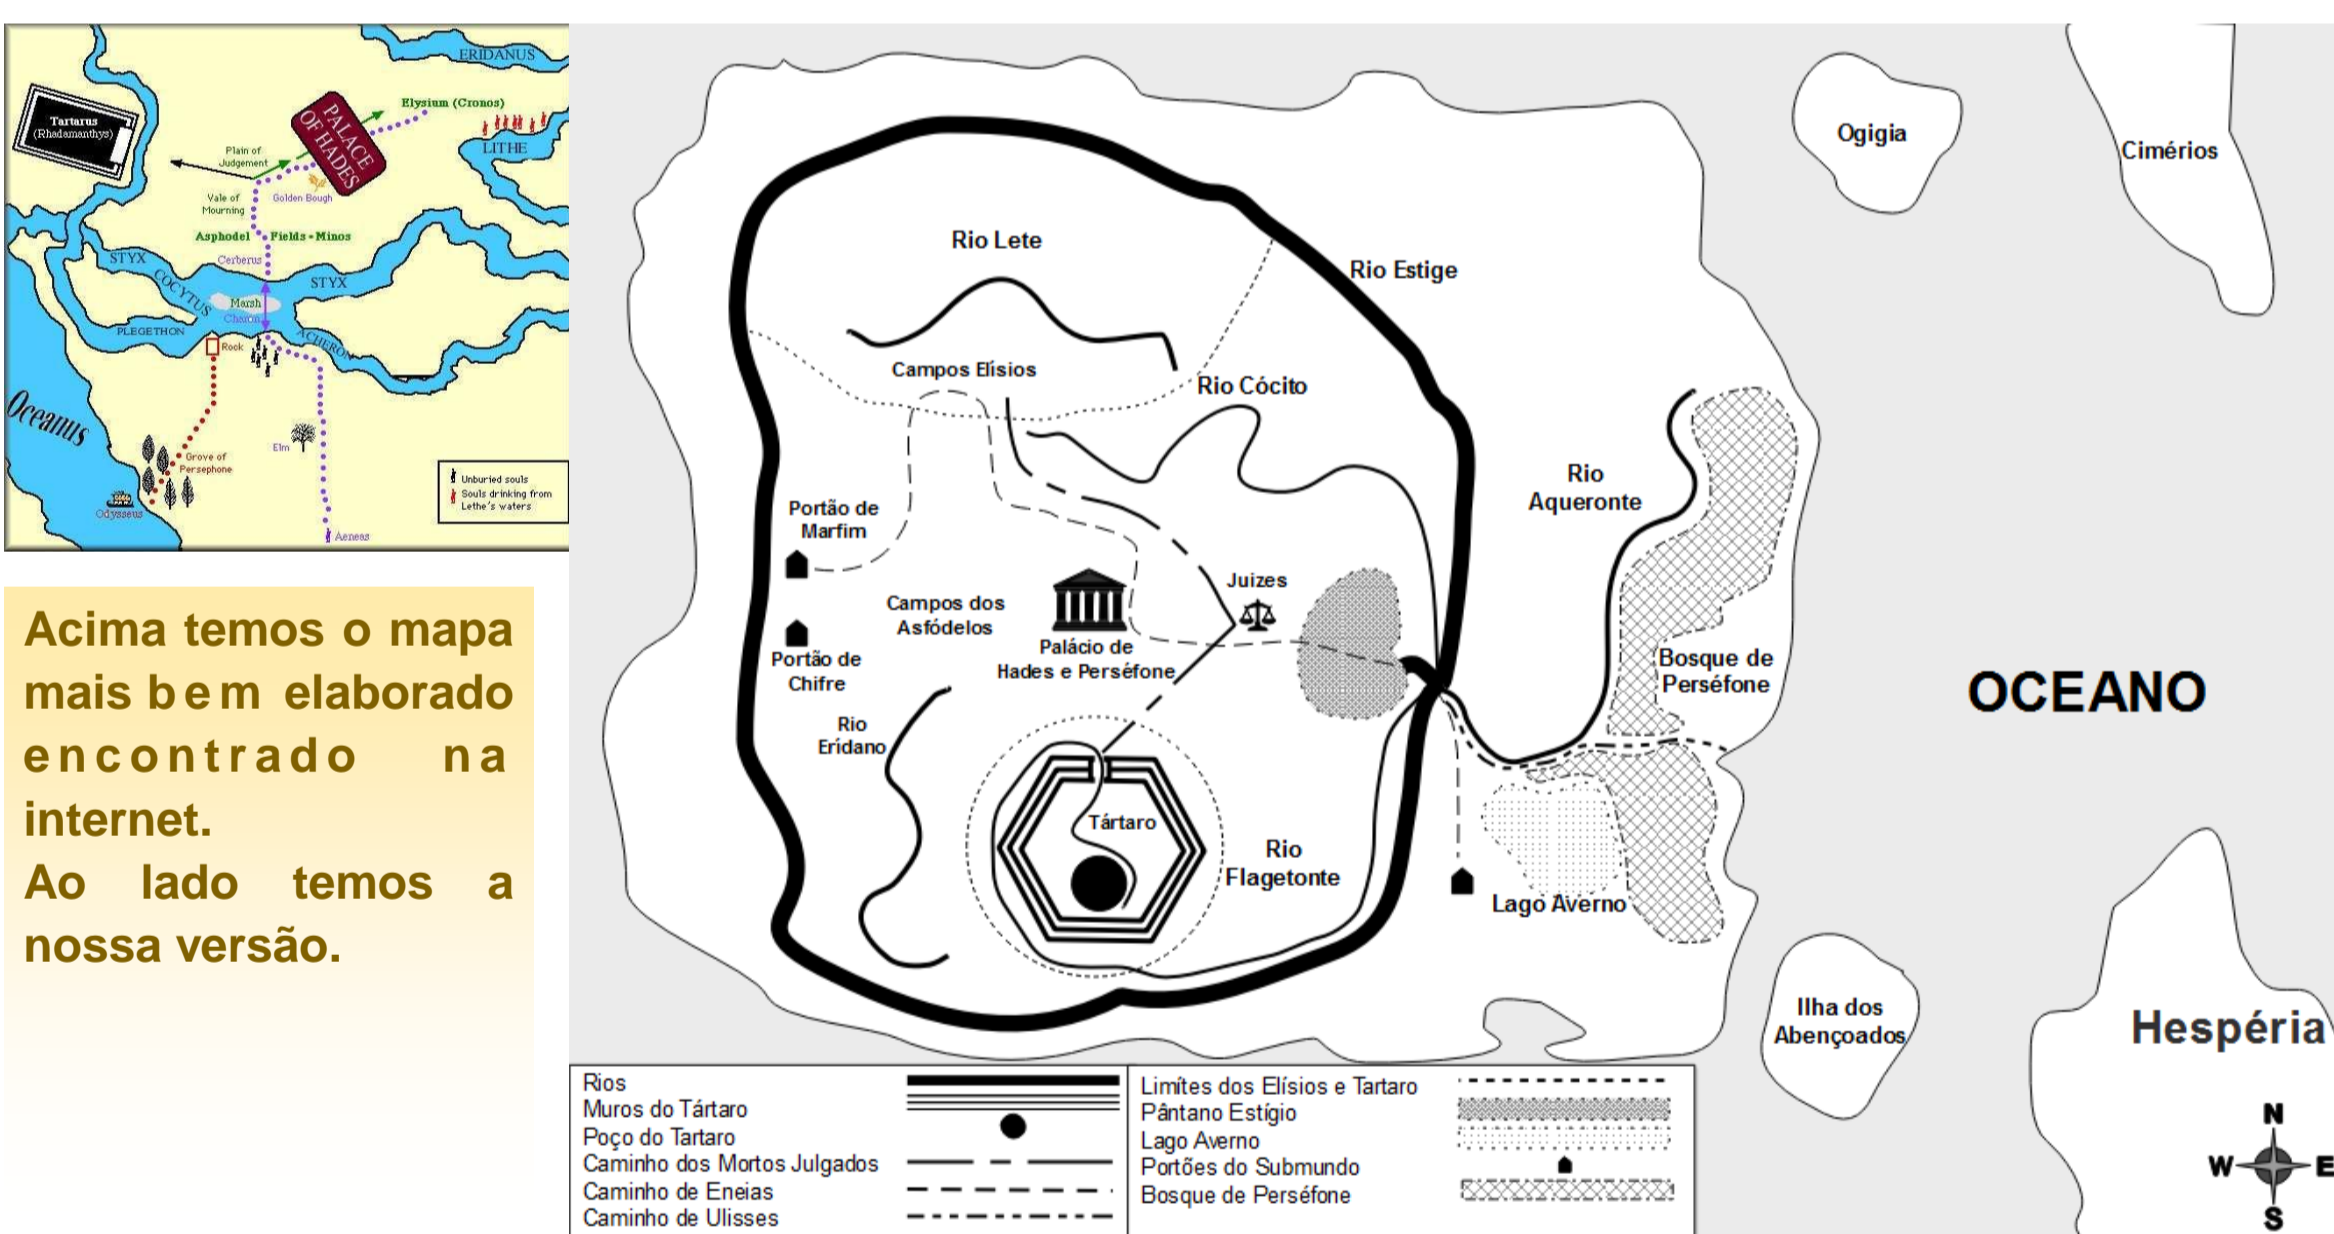 ERIDANUS
Elysium (Cronos)
PALACE
OF HADES
Tartarus
(Rhadamanthys)
LITHE
Plain of
Judgement
Golden Bough
Vale of
Mourning
Asphodel Fields - Minos
Cerberus
STYX
STYX
COCYTUS
Marsh
Charon
PLEGETHON
ACHERON
Rock
Oceanus
Elm
Grove of
Persephone
Odysseus
Aeneas
Unburied souls
Souls drinking from
Lethe's waters
Acima temos o mapa
mais bem elaborado
encontrado na
internet.
Ao lado temos a
nossa versão.
Ogigia
Cimérios
Rio Lete
Rio Estige
Campos Elísios
Rio Cócito
Rio
Aqueronte
Portão de
Marfim
Juizes
Campos dos
Asfódelos
Palácio de
Hades e Perséfone
Portão de
Chifre
Bosque de
Perséfone
OCEANO
Rio
Erídano
Tártaro
Rio
Flagetonte
Lago Averno
Ilha dos
Abençoados
Hespéria
N
W E
S
Rios
Muros do Tártaro
Poço do Tartaro
Caminho dos Mortos Julgados
Caminho de Eneias
Caminho de Ulisses
Limítes dos Elísios e Tartaro
Pântano Estígio
Lago Averno
Portões do Submundo
Bosque de Perséfone